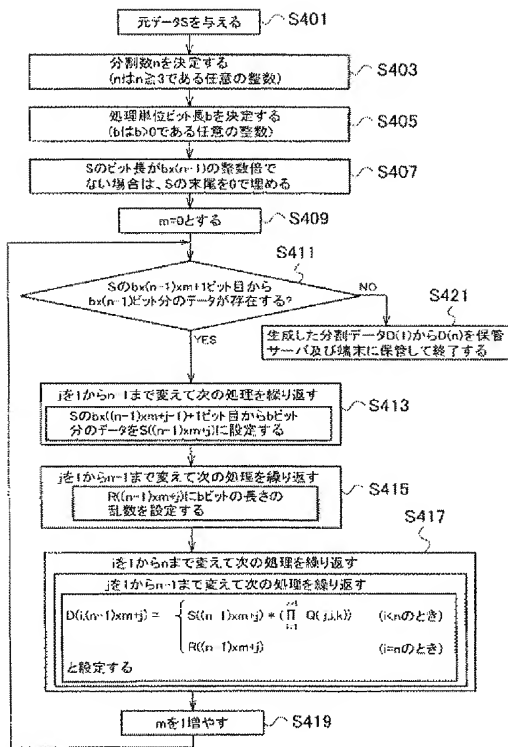 元データSを与える
S401
分割数nを決定する
(nはn≧3である任意の整数)
S403
処理単位ビット長bを決定する
(bはb>0である任意の整数)
S405
Sのビット長がb×(n-1)の整数倍で
ない場合は、Sの末尾を0で埋める
S407
m=0とする
S409
S411
Sのb×(n-1)×m+1ビット目から
b×(n-1)ビット分のデータが存在する?
NO
YES
S421
生成した分割データD(1)からD(n)を保管
サーバ及び端末に保管して終了する
jを1からn-1まで変えて次の処理を繰り返す
Sのb×((n-1)×m+j-1)+1ビット目からbビット
分のデータをS((n-1)×m+j)に設定する
S413
jを1からn-1まで変えて次の処理を繰り返す
R((n-1)×m+j)にbビットの長さの
乱数を設定する
S415
S417
iを1からnまで変えて次の処理を繰り返す
jを1からn-1まで変えて次の処理を繰り返す
D(i,(n-1)×m+j) = S((n-1)×m+j) * (∏ Q(j,i,k)) (i<nのとき)
R((n-1)×m+j) (i=nのとき)
と設定する
mを1増やす
S419